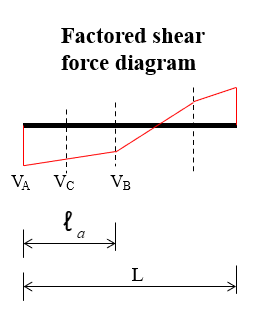 Factored shear
force diagram
V_A V_C V_B
ℓ_a
L